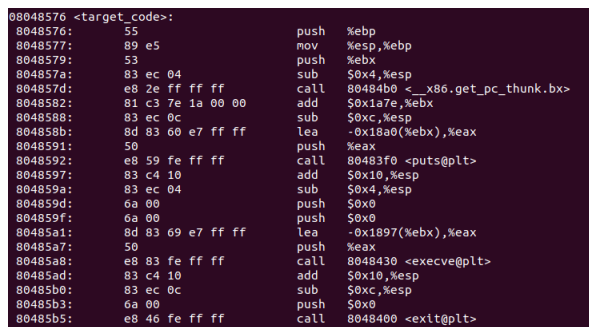 08048576 <target_code>:
8048576: 55 push %ebp
8048577: 89 e5 mov %esp,%ebp
8048579: 53 push %ebx
804857a: 83 ec 04 sub $0x4,%esp
804857d: e8 2e ff ff ff call 80484b0 <__x86.get_pc_thunk.bx>
8048582: 81 c3 7e 1a 00 00 add $0x1a7e,%ebx
8048588: 83 ec 0c sub $0xc,%esp
804858b: 8d 83 60 e7 ff ff lea -0x18a0(%ebx),%eax
8048591: 50 push %eax
8048592: e8 59 fe ff ff call 80483f0 <puts@plt>
8048597: 83 c4 10 add $0x10,%esp
804859a: 83 ec 04 sub $0x4,%esp
804859d: 6a 00 push $0x0
804859f: 6a 00 push $0x0
80485a1: 8d 83 69 e7 ff ff lea -0x1897(%ebx),%eax
80485a7: 50 push %eax
80485a8: e8 83 fe ff ff call 8048430 <execve@plt>
80485ad: 83 c4 10 add $0x10,%esp
80485b0: 83 ec 0c sub $0xc,%esp
80485b3: 6a 00 push $0x0
80485b5: e8 46 fe ff ff call 8048400 <exit@plt>